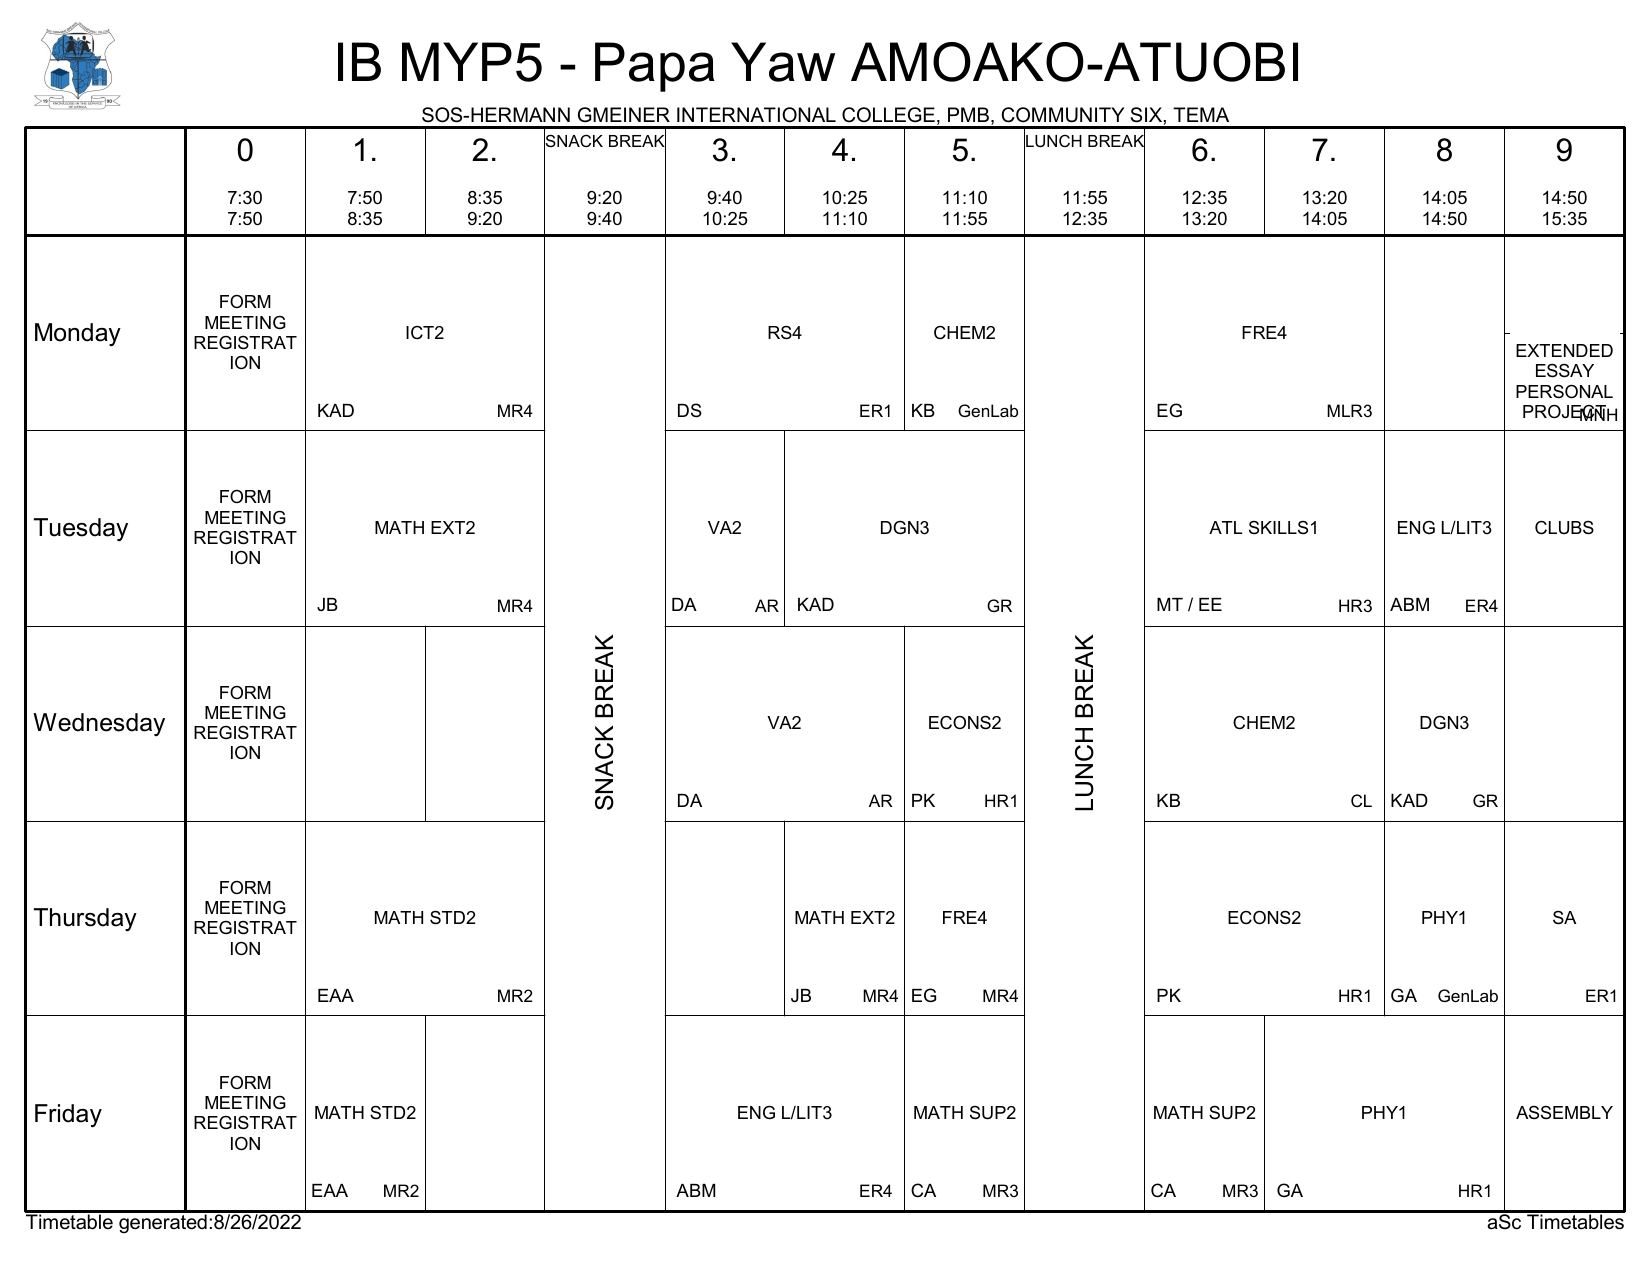 IB MYP5 - Papa Yaw AMOAKO-ATUOBI
SOS-HERMANN GMEINER INTERNATIONAL COLLEGE, PMB, COMMUNITY SIX, TEMA
0
7:30
7:50
1.
7:50
8:35
2.
8:35
9:20
SNACK BREAK
9:20
9:40
3.
9:40
10:25
4.
10:25
11:10
5.
11:10
11:55
LUNCH BREAK
11:55
12:35
6.
12:35
13:20
7.
13:20
14:05
8
14:05
14:50
9
14:50
15:35
SNACK BREAK
LUNCH BREAK
Monday
FORM
MEETING
REGISTRAT
ION
ICT2
KAD MR4
RS4
DS ER1
CHEM2
KB GenLab
FRE4
EG MLR3
EXTENDED
ESSAY
PERSONAL
PROJECT
MNH
Tuesday
FORM
MEETING
REGISTRAT
ION
MATH EXT2
JB MR4
VA2
DA AR
DGN3
KAD GR
ATL SKILLS1
MT / EE HR3
ENG L/LIT3
ABM ER4
CLUBS
Wednesday
FORM
MEETING
REGISTRAT
ION
VA2
DA AR
ECONS2
PK HR1
CHEM2
KB CL
DGN3
KAD GR
Thursday
FORM
MEETING
REGISTRAT
ION
MATH STD2
EAA MR2
MATH EXT2
JB MR4
FRE4
EG MR4
ECONS2
PK HR1
PHY1
GA GenLab
SA
ER1
Friday
FORM
MEETING
REGISTRAT
ION
MATH STD2
EAA MR2
ENG L/LIT3
ABM ER4
MATH SUP2
CA MR3
MATH SUP2
CA MR3
PHY1
GA HR1
ASSEMBLY
Timetable generated:8/26/2022
aSc Timetables